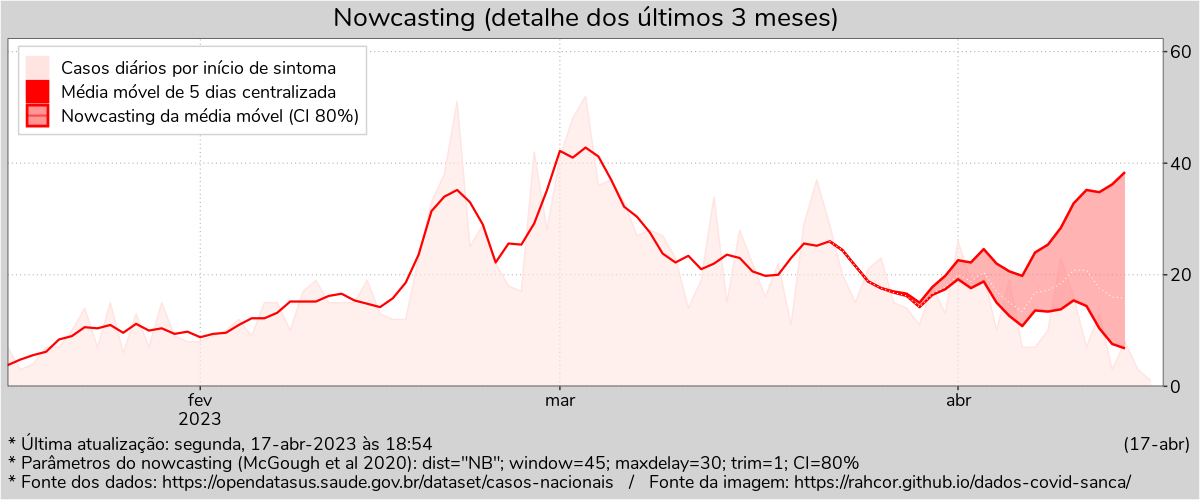 Nowcasting (detalhe dos últimos 3 meses)
Casos diários por início de sintoma
Média móvel de 5 dias centralizada
Nowcasting da média móvel (CI 80%)
60
40
20
0
fev
2023
mar
abr
* Última atualização: segunda, 17-abr-2023 às 18:54
(17-abr)
* Parâmetros do nowcasting (McGough et al 2020): dist="NB"; window=45; maxdelay=30; trim=1; CI=80%
* Fonte dos dados: https://opendatasus.saude.gov.br/dataset/casos-nacionais / Fonte da imagem: https://rahcor.github.io/dados-covid-sanca/